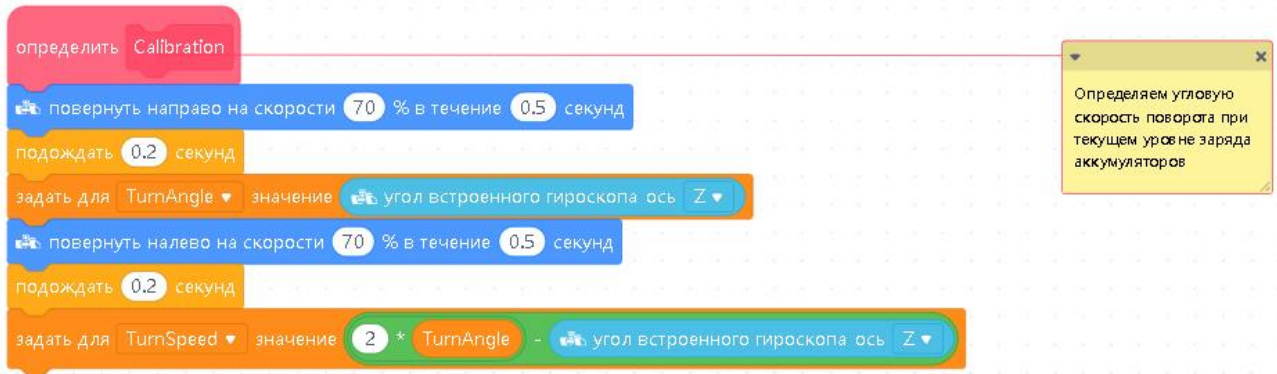 определить Calibration
повернуть направо на скорости 70 % в течение 0.5 секунд
подождать 0.2 секунд
задать для TurnAngle значение угол встроенного гироскопа ось Z
повернуть налево на скорости 70 % в течение 0.5 секунд
подождать 0.2 секунд
задать для TurnSpeed значение 2 * TurnAngle - угол встроенного гироскопа ось Z
Определяем угловую
скорость поворота при
текущем уровне заряда
аккумуляторов